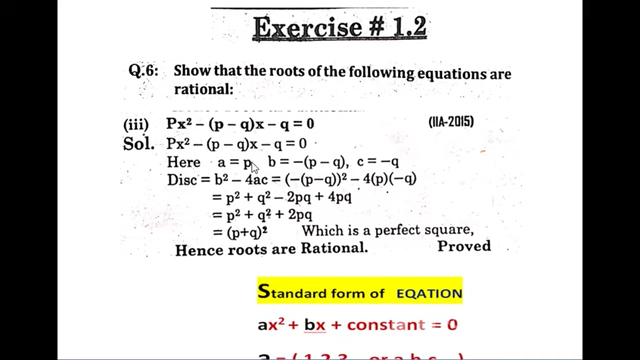 Exercise # 1.2
Q.6: Show that the roots of the following equations are
rational:
(iii) Px² – (p – q)x – q = 0 (IIA-2015)
Sol. Px² – (p – q)x – q = 0
Here a = p, b = –(p – q), c = –q
Disc = b² – 4ac = (–(p–q))² – 4(p)(–q)
= p² + q² – 2pq + 4pq
= p² + q² + 2pq
= (p+q)² Which is a perfect square,
Hence roots are Rational. Proved
Standard form of EQATION
ax² + bx + constant = 0